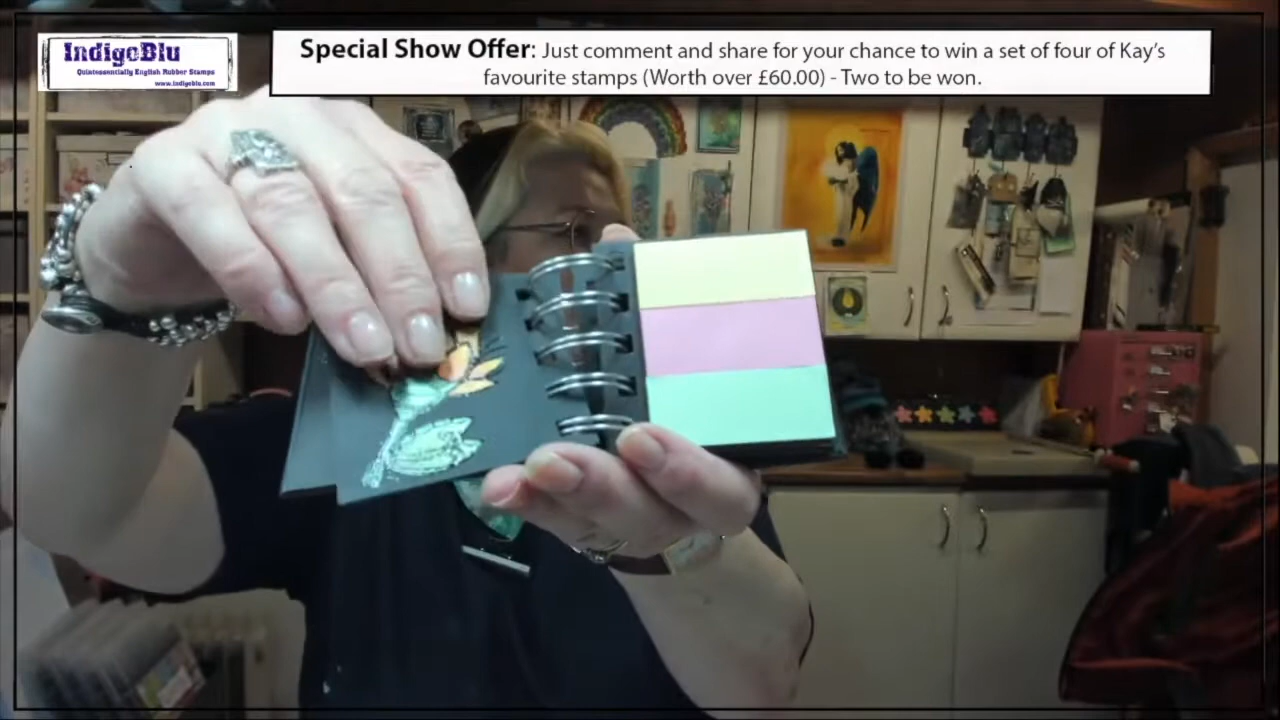 IndigoBlu
Quintessentially English Rubber Stamps
www.indigoblu.com
Special Show Offer: Just comment and share for your chance to win a set of four of Kay's
favourite stamps (Worth over £60.00) - Two to be won.